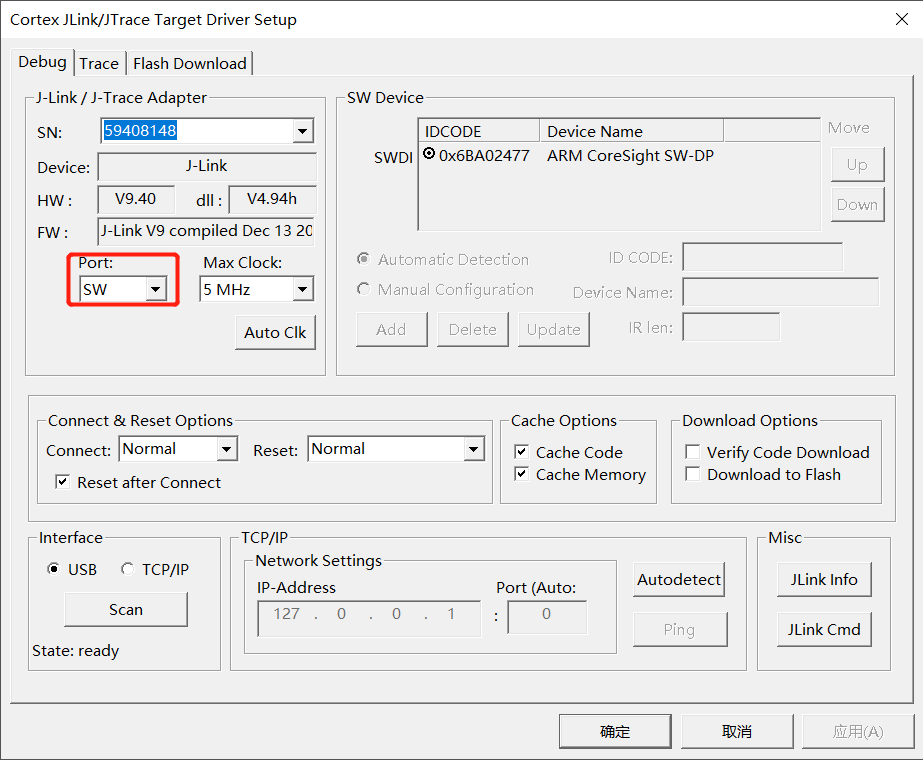 Cortex JLink/JTrace Target Driver Setup
Debug Trace Flash Download
J-Link / J-Trace Adapter
SN: 59408148
Device: J-Link
HW : V9.40 dll : V4.94h
FW : J-Link V9 compiled Dec 13 20
Port: Max Clock:
SW 5 MHz
Auto Clk
SW Device
IDCODE Device Name
SWDI 0x6BA02477 ARM CoreSight SW-DP
Move
Up
Down
Automatic Detection ID CODE:
Manual Configuration Device Name:
Add Delete Update IR len:
Connect & Reset Options
Connect: Normal Reset: Normal
Reset after Connect
Cache Options
Cache Code
Cache Memory
Download Options
Verify Code Download
Download to Flash
Interface
USB TCP/IP
Scan
State: ready
TCP/IP
Network Settings
IP-Address Port (Auto:
127 . 0 . 0 . 1 : 0
Autodetect
Ping
Misc
JLink Info
JLink Cmd
确定 取消 应用(A)